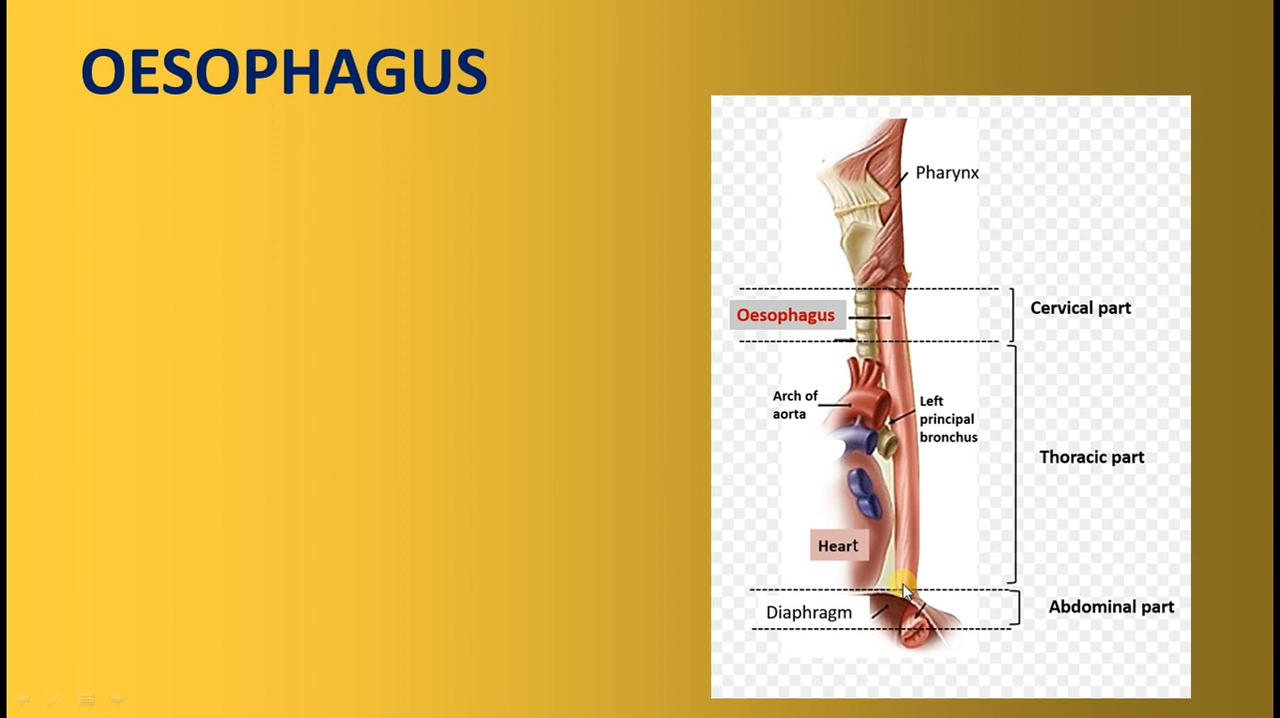 OESOPHAGUS
Pharynx
Oesophagus
Cervical part
Arch of
aorta
Left
principal
bronchus
Thoracic part
Heart
Diaphragm
Abdominal part